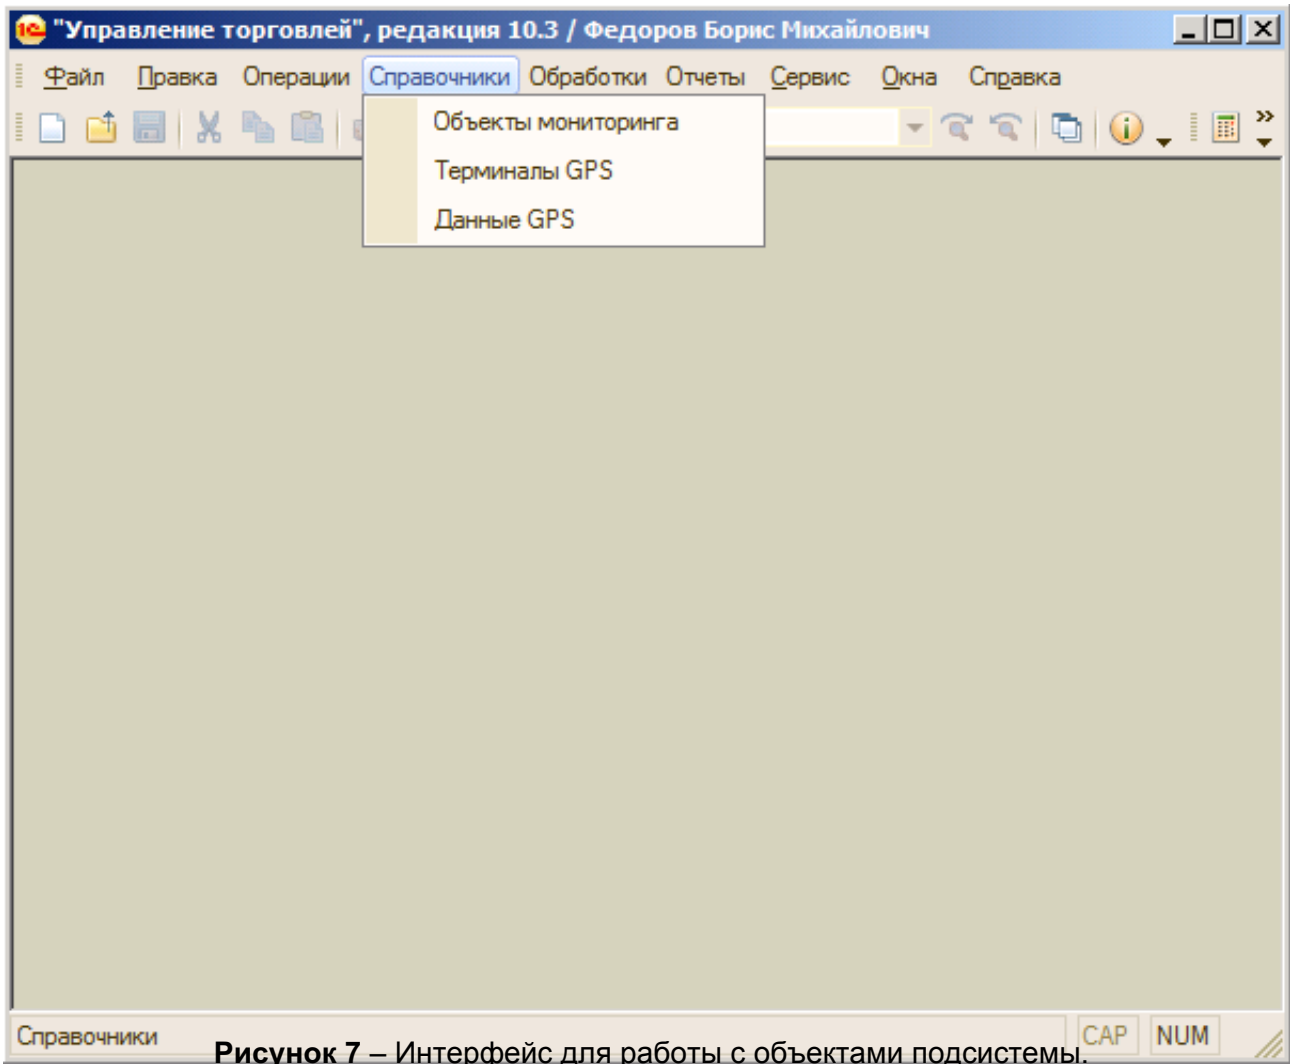 "Управление торговлей", редакция 10.3 / Федоров Борис Михайлович
Файл Правка Операции Справочники Обработки Отчеты Сервис Окна Справка
Объекты мониторинга
Терминалы GPS
Данные GPS
Справочники CAP NUM
Рисунок 7 – Интерфейс для работы с объектами подсистемы.